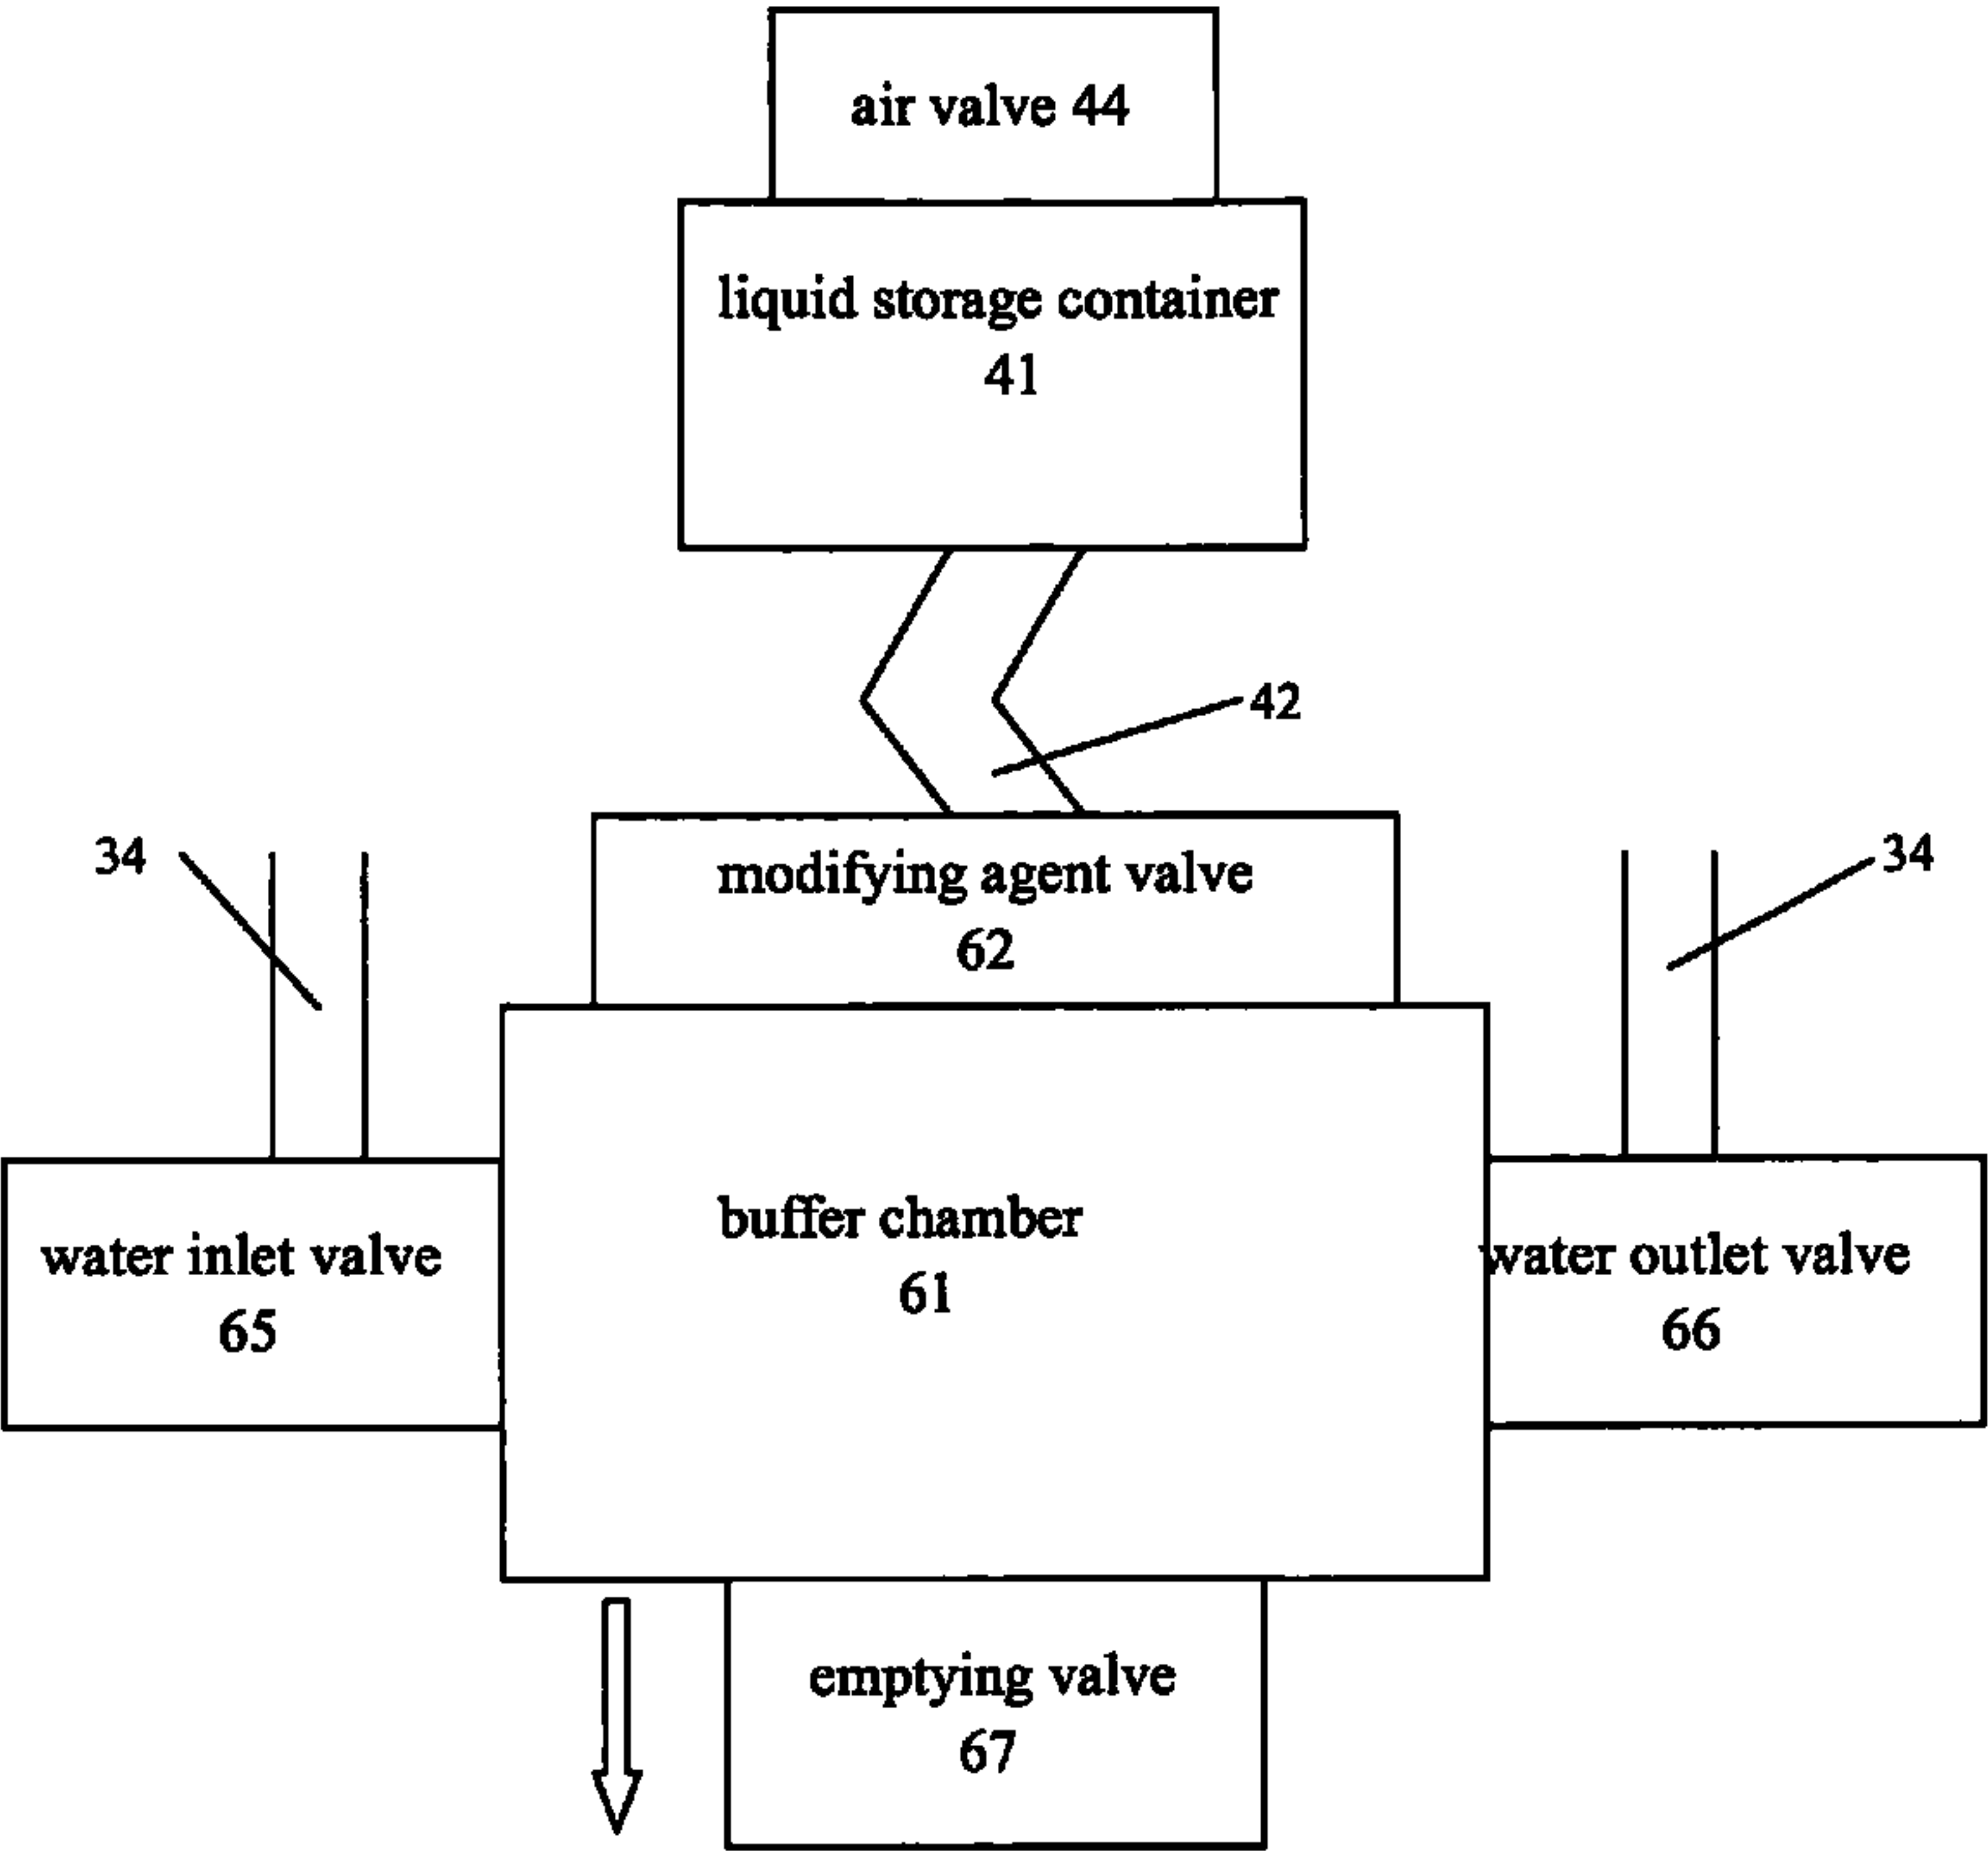 air valve 44
liquid storage container
41
42
34
modifying agent valve
62
34
buffer chamber
61
water inlet valve
65
water outlet valve
66
emptying valve
67